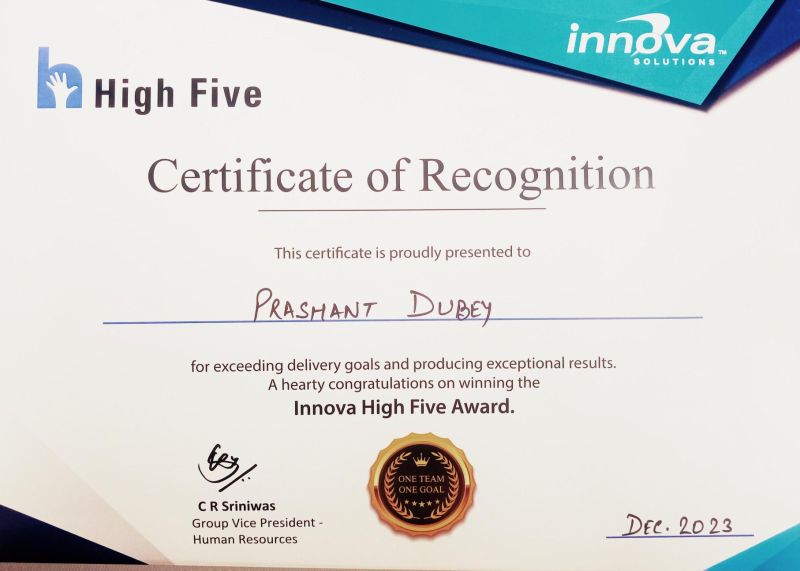 innova™
SOLUTIONS
High Five
Certificate of Recognition
This certificate is proudly presented to
PRASHANT DUBEY
for exceeding delivery goals and producing exceptional results.
A hearty congratulations on winning the
Innova High Five Award.
ONE TEAM
ONE GOAL
C R Sriniwas
Group Vice President -
Human Resources
DEC. 2023